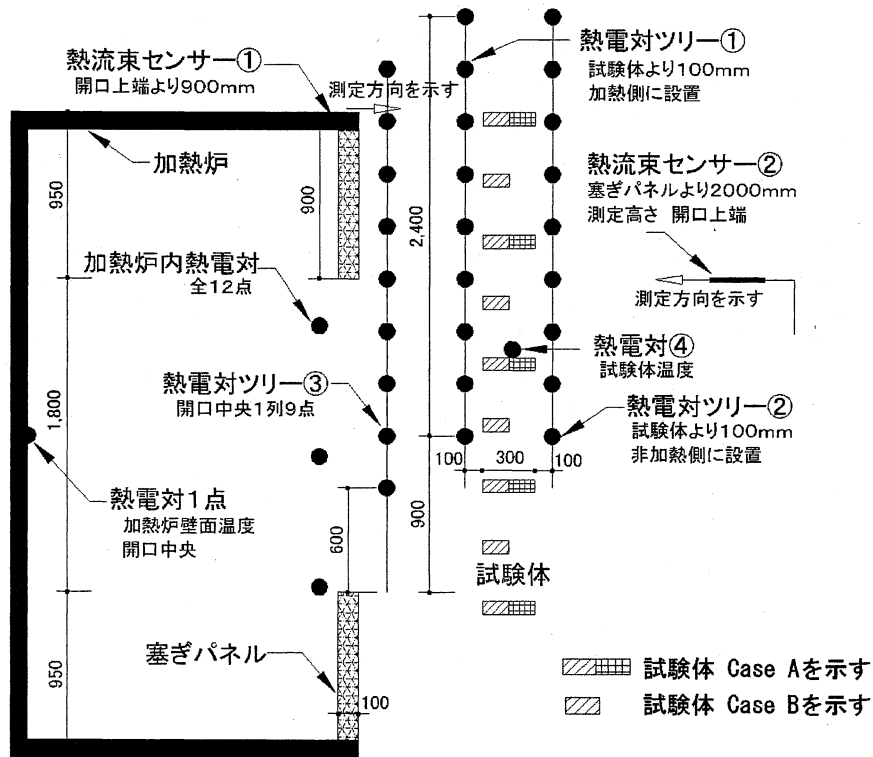 熱流束センサー①
開口上端より900mm
測定方向を示す
熱電対ツリー①
試験体より100mm
加熱側に設置
加熱炉
950
900
2,400
熱流束センサー②
塞ぎパネルより2000mm
測定高さ 開口上端
測定方向を示す
加熱炉内熱電対
全12点
熱電対④
試験体温度
1,800
熱電対ツリー③
開口中央1列9点
熱電対ツリー②
試験体より100mm
非加熱側に設置
100
300
100
熱電対1点
加熱炉壁面温度
開口中央
600
900
試験体
950
塞ぎパネル
100
試験体 Case Aを示す
試験体 Case Bを示す